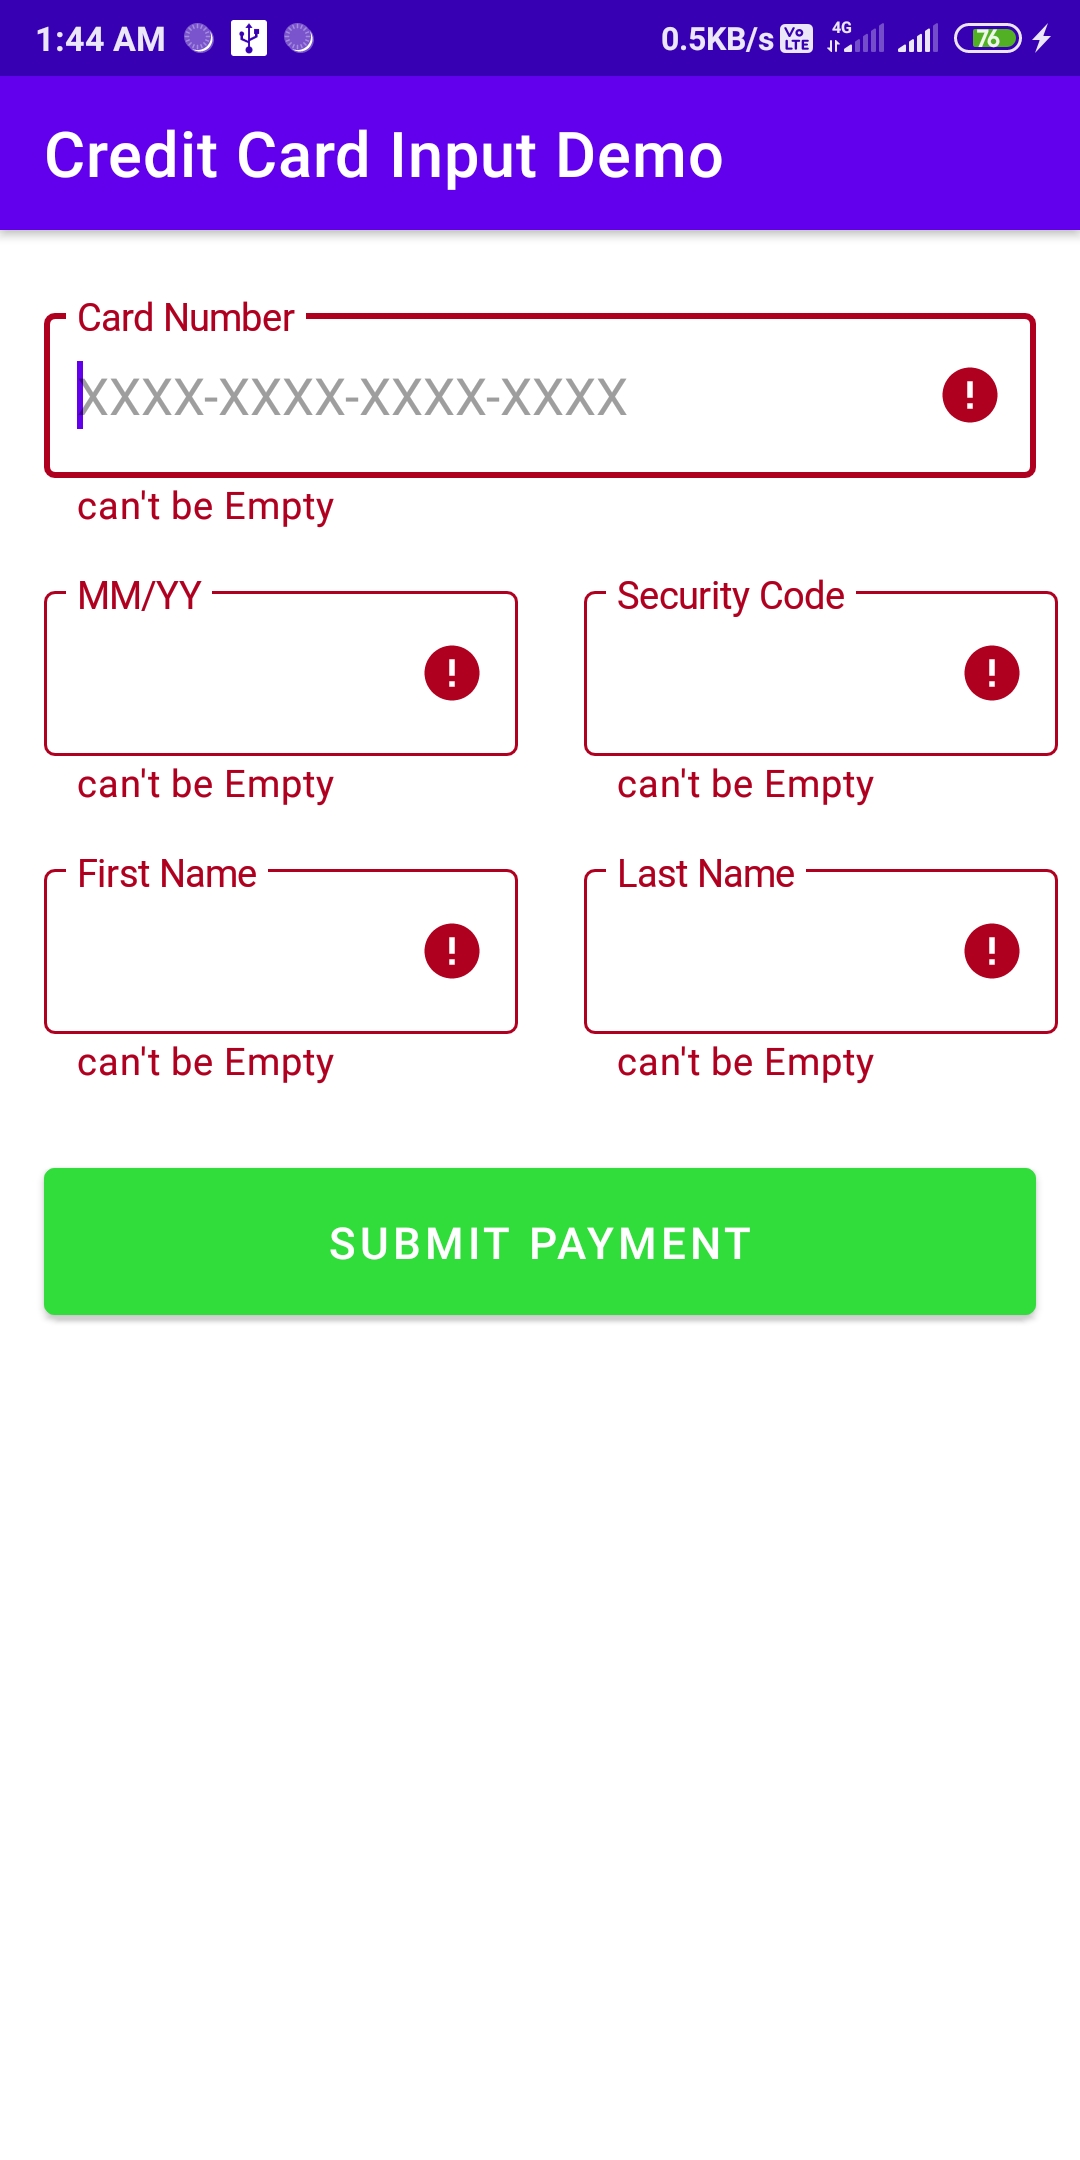 1:44 AM 0.5KB/s Vo LTE 4G 76
Credit Card Input Demo
Card Number
XXXX-XXXX-XXXX-XXXX
can't be Empty
MM/YY Security Code
can't be Empty can't be Empty
First Name Last Name
can't be Empty can't be Empty
SUBMIT PAYMENT